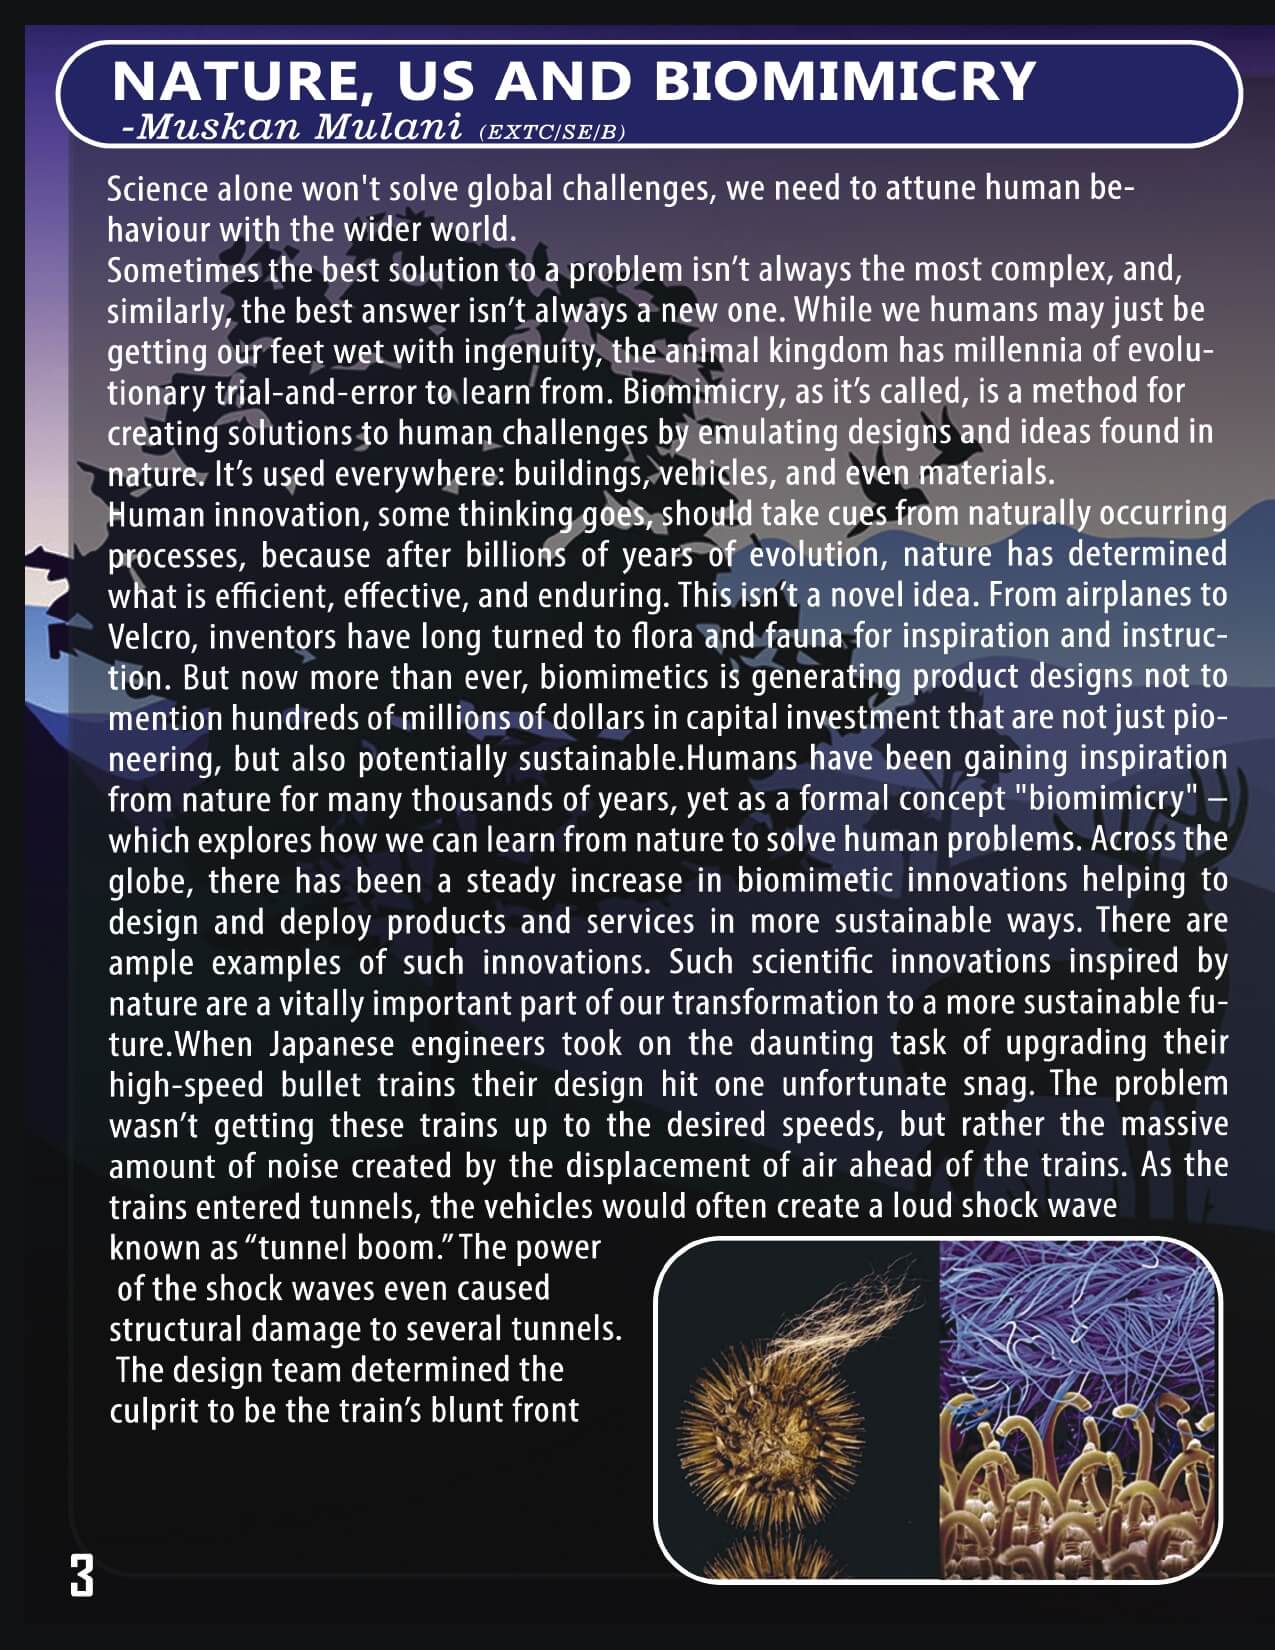 NATURE, US AND BIOMIMICRY
-Muskan Mulani (EXTC/SE/B)
Science alone won't solve global challenges, we need to attune human be-
haviour with the wider world.
Sometimes the best solution to a problem isn’t always the most complex, and,
similarly, the best answer isn’t always a new one. While we humans may just be
getting our feet wet with ingenuity, the animal kingdom has millennia of evolu-
tionary trial-and-error to learn from. Biomimicry, as it’s called, is a method for
creating solutions to human challenges by emulating designs and ideas found in
nature. It’s used everywhere: buildings, vehicles, and even materials.
Human innovation, some thinking goes, should take cues from naturally occurring
processes, because after billions of years of evolution, nature has determined
what is efficient, effective, and enduring. This isn’t a novel idea. From airplanes to
Velcro, inventors have long turned to flora and fauna for inspiration and instruc-
tion. But now more than ever, biomimetics is generating product designs not to
mention hundreds of millions of dollars in capital investment that are not just pio-
neering, but also potentially sustainable.Humans have been gaining inspiration
from nature for many thousands of years, yet as a formal concept "biomimicry" –
which explores how we can learn from nature to solve human problems. Across the
globe, there has been a steady increase in biomimetic innovations helping to
design and deploy products and services in more sustainable ways. There are
ample examples of such innovations. Such scientific innovations inspired by
nature are a vitally important part of our transformation to a more sustainable fu-
ture.When Japanese engineers took on the daunting task of upgrading their
high-speed bullet trains their design hit one unfortunate snag. The problem
wasn’t getting these trains up to the desired speeds, but rather the massive
amount of noise created by the displacement of air ahead of the trains. As the
trains entered tunnels, the vehicles would often create a loud shock wave
known as “tunnel boom.” The power
of the shock waves even caused
structural damage to several tunnels.
The design team determined the
culprit to be the train’s blunt front
3